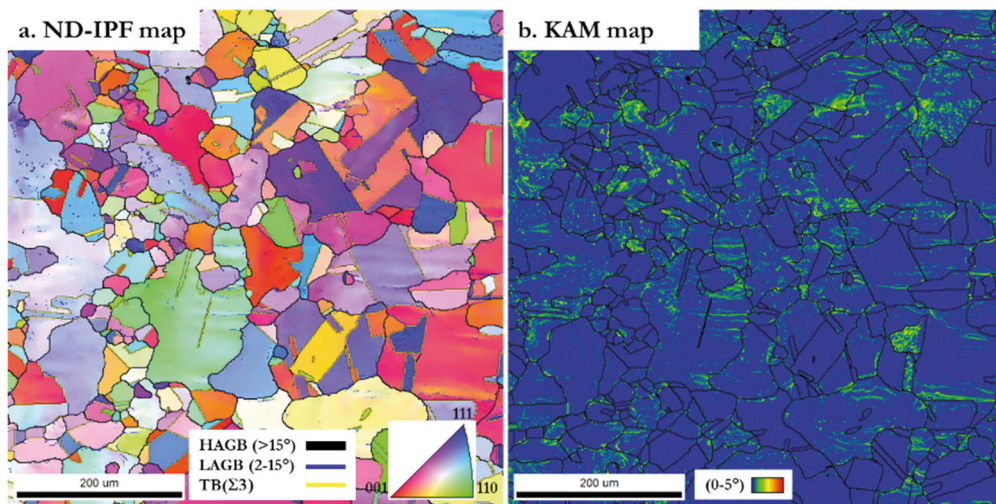 a. ND-IPF map
b. KAM map
HAGB (>15°)
LAGB (2-15°)
TB(Σ3)
111
001
110
200 um
200 um
(0-5°)